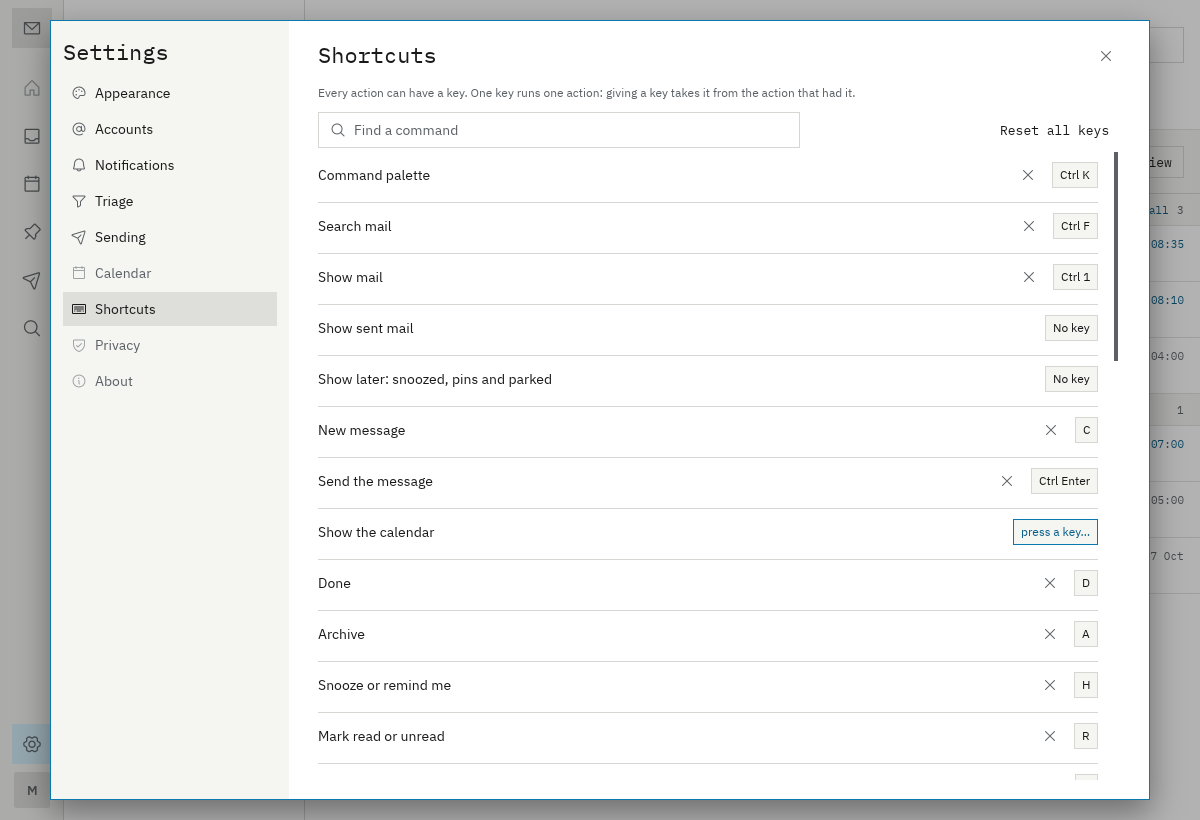 Settings
Appearance
Accounts
Notifications
Triage
Sending
Calendar
Shortcuts
Privacy
About
M
Shortcuts
Every action can have a key. One key runs one action: giving a key takes it from the action that had it.
Find a command
Reset all keys
Command palette Ctrl K
Search mail Ctrl F
Show mail Ctrl 1
Show sent mail No key
Show later: snoozed, pins and parked No key
New message C
Send the message Ctrl Enter
Show the calendar press a key...
Done D
Archive A
Snooze or remind me H
Mark read or unread R
all 3
08:35
08:10
04:00
1
07:00
05:00
7 Oct